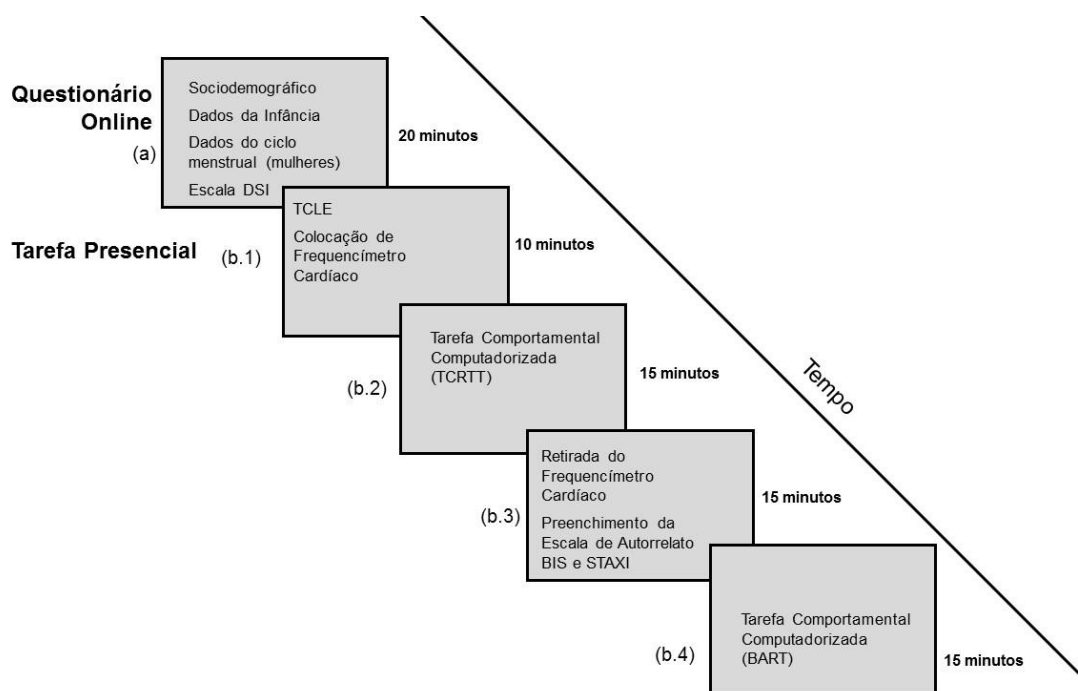 Questionário
Online
(a)
Sociodemográfico
Dados da Infância
Dados do ciclo
menstrual (mulheres)
Escala DSI
20 minutos
Tarefa Presencial
(b.1)
TCLE
Colocação de
Frequencímetro
Cardíaco
10 minutos
(b.2)
Tarefa Comportamental
Computadorizada
(TCRTT)
15 minutos
Tempo
(b.3)
Retirada do
Frequencímetro
Cardíaco
Preenchimento da
Escala de Autorrelato
BIS e STAXI
15 minutos
(b.4)
Tarefa Comportamental
Computadorizada
(BART)
15 minutos